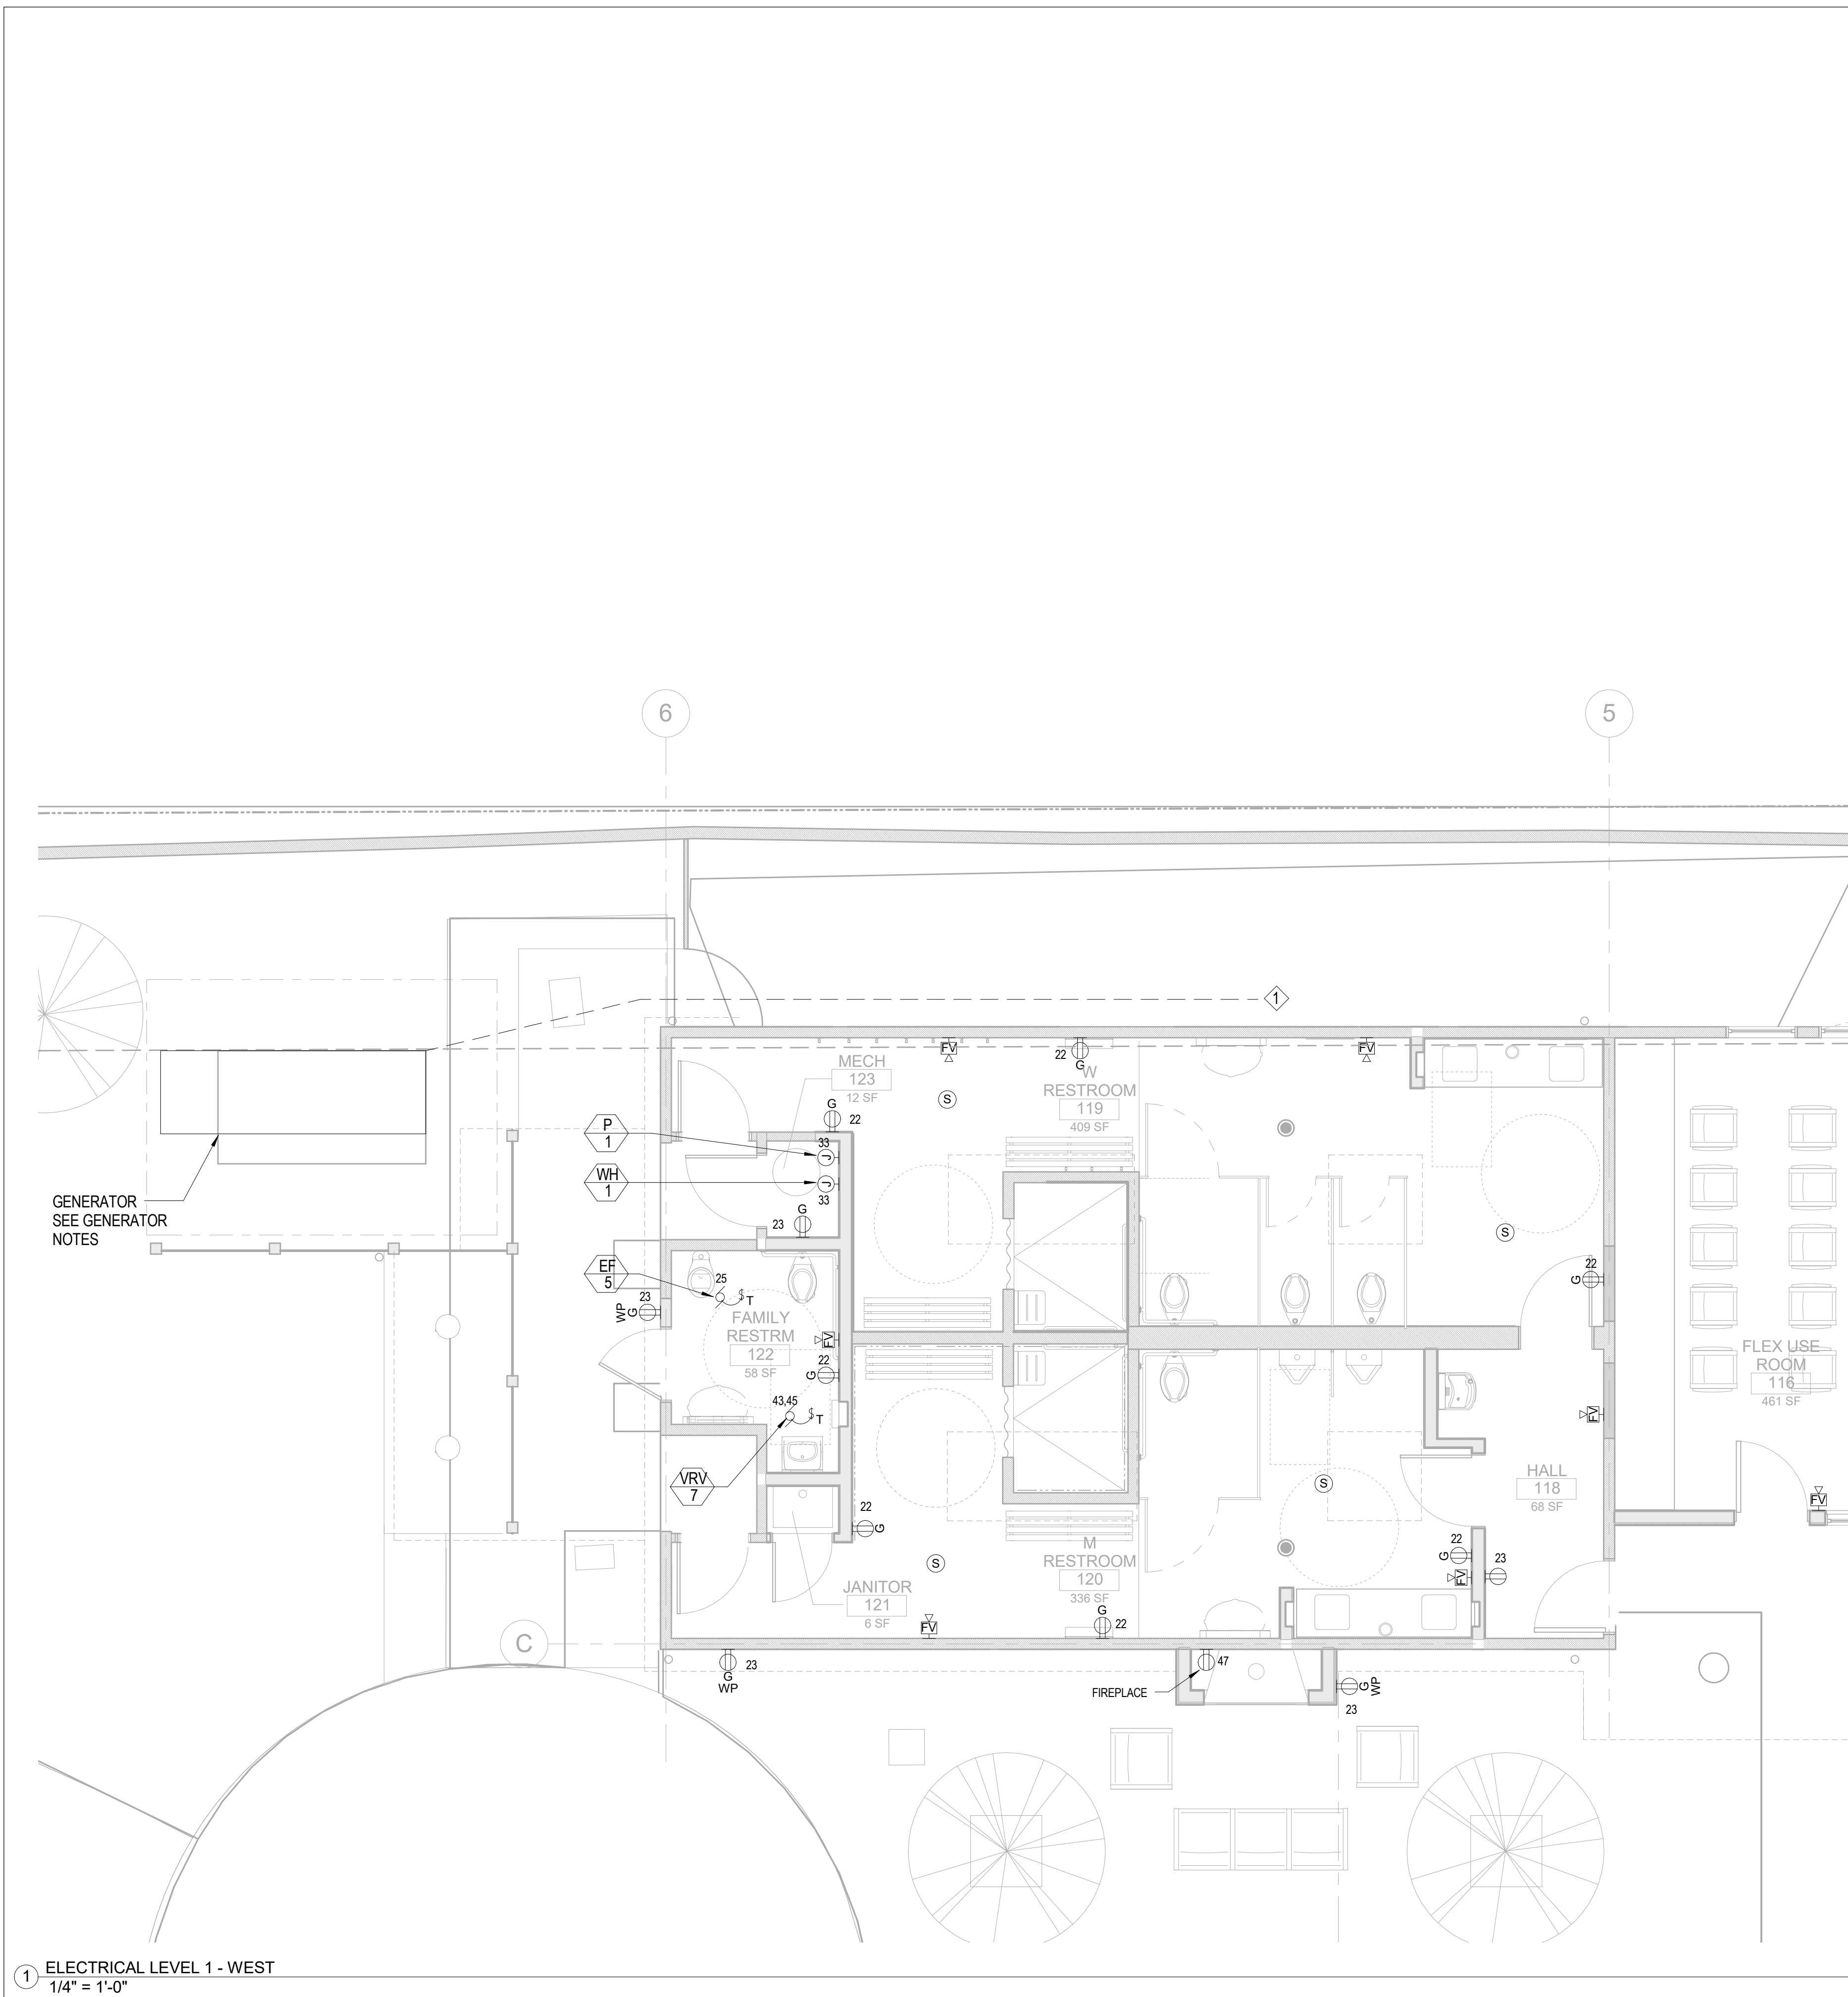 6
5
1
MECH
123
12 SF
FV
22
G
FV
W
RESTROOM
119
409 SF
S
G
22
P
1
33
J
WH
1
J
33
G
23
S
GENERATOR
SEE GENERATOR
NOTES
EF
5
25
$
T
22
G
23
WP
G
FAMILY
RESTRM
122
58 SF
FV
22
G
FLEX USE
ROOM
116
461 SF
43,45
$
T
FV
VRV
7
HALL
118
68 SF
S
FV
22
G
22
G
23
FV
S
M
RESTROOM
120
336 SF
JANITOR
121
6 SF
FV
G
22
C
23
G
WP
47
FIREPLACE
G
WP
23
1
ELECTRICAL LEVEL 1 - WEST
1/4" = 1'-0"